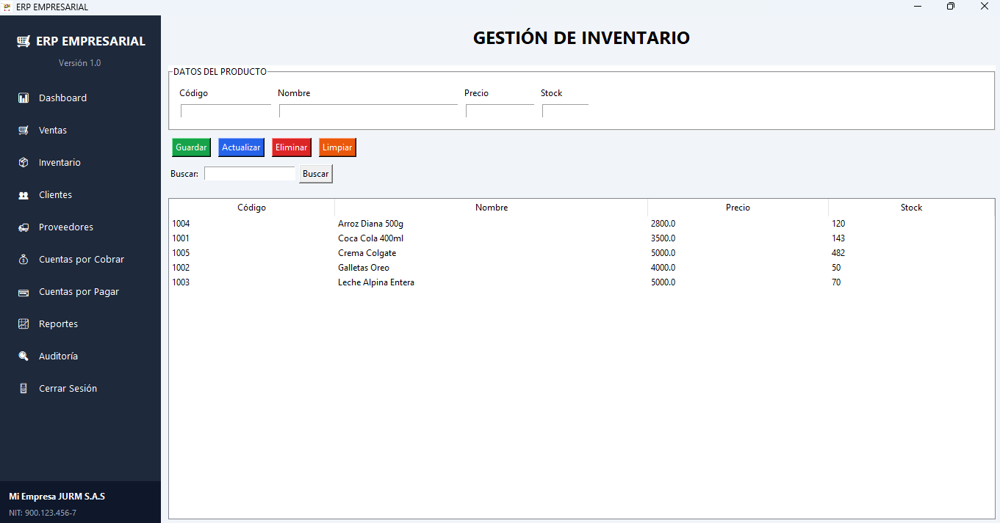 ERP EMPRESARIAL
ERP EMPRESARIAL
Versión 1.0
Dashboard
Ventas
Inventario
Clientes
Proveedores
Cuentas por Cobrar
Cuentas por Pagar
Reportes
Auditoría
Cerrar Sesión
Mi Empresa JURM S.A.S
NIT: 900.123.456-7
GESTIÓN DE INVENTARIO
DATOS DEL PRODUCTO
Código Nombre Precio Stock
Guardar Actualizar Eliminar Limpiar
Buscar: Buscar
Código Nombre Precio Stock
1004 Arroz Diana 500g 2800.0 120
1001 Coca Cola 400ml 3500.0 143
1005 Crema Colgate 5000.0 482
1002 Galletas Oreo 4000.0 50
1003 Leche Alpina Entera 5000.0 70